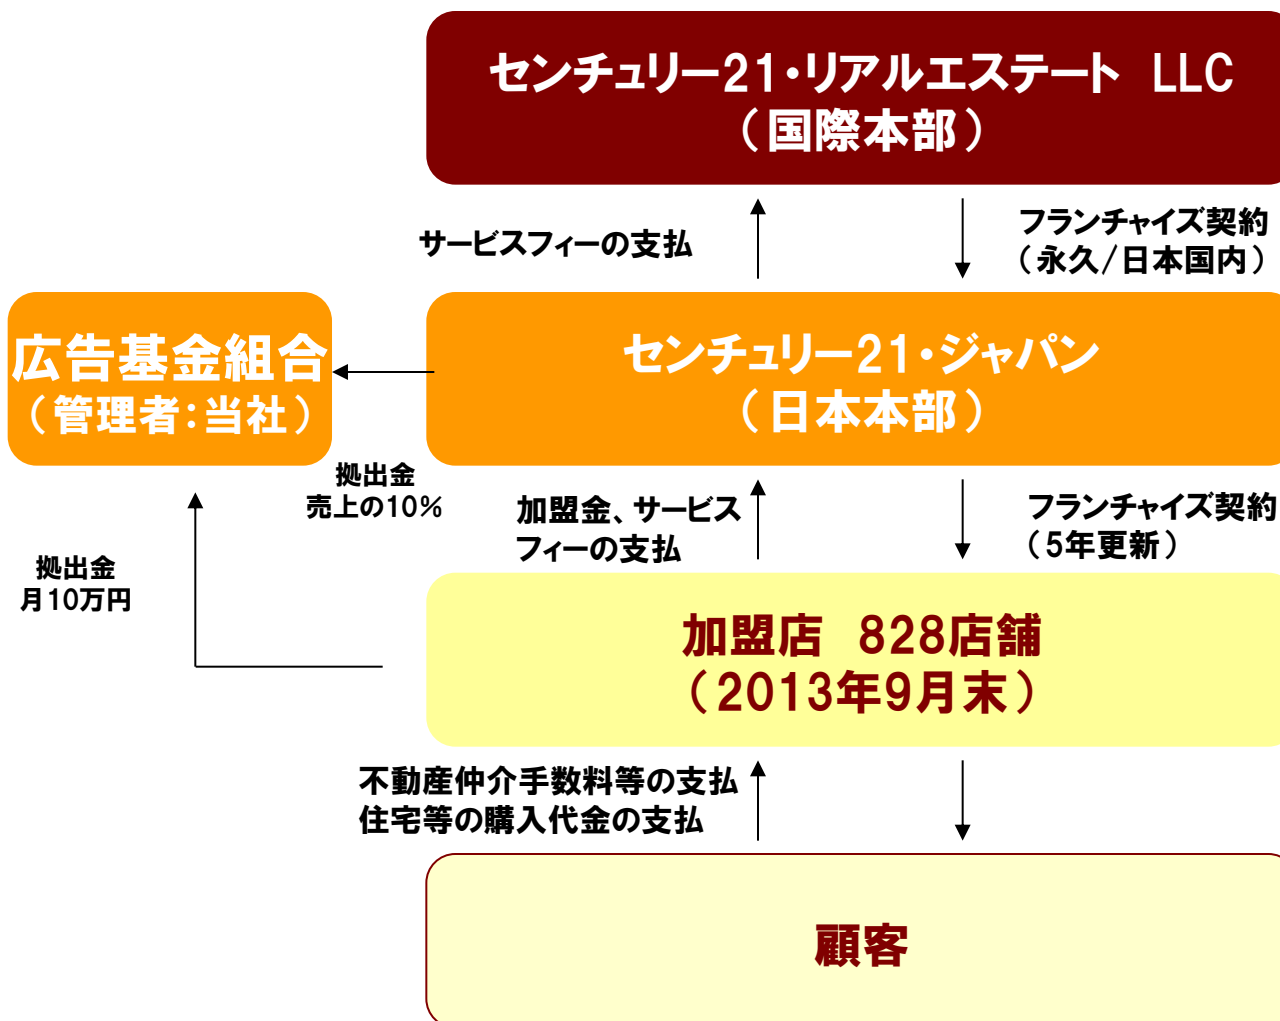 センチュリー21・リアルエステート LLC
（国際本部）
サービスフィーの支払
フランチャイズ契約
（永久/日本国内）
広告基金組合
（管理者：当社）
センチュリー21・ジャパン
（日本本部）
拠出金
売上の10%
加盟金、サービス
フィーの支払
フランチャイズ契約
（5年更新）
拠出金
月10万円
加盟店 828店舗
（2013年9月末）
不動産仲介手数料等の支払
住宅等の購入代金の支払
顧客